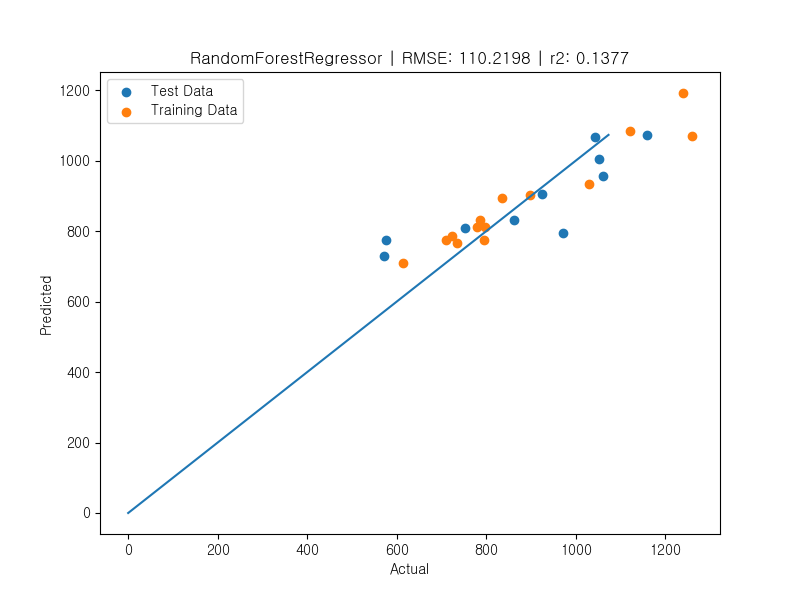 RandomForestRegressor | RMSE: 110.2198 | r2: 0.1377
Test Data
Training Data
1200
1000
800
600
400
200
0
Predicted
0 200 400 600 800 1000 1200
Actual